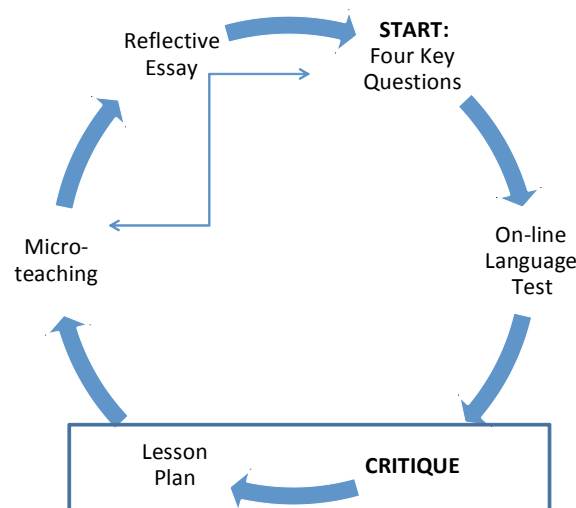 START:
Four Key
Questions
On-line
Language
Test
CRITIQUE
Lesson
Plan
Micro-
teaching
Reflective
Essay